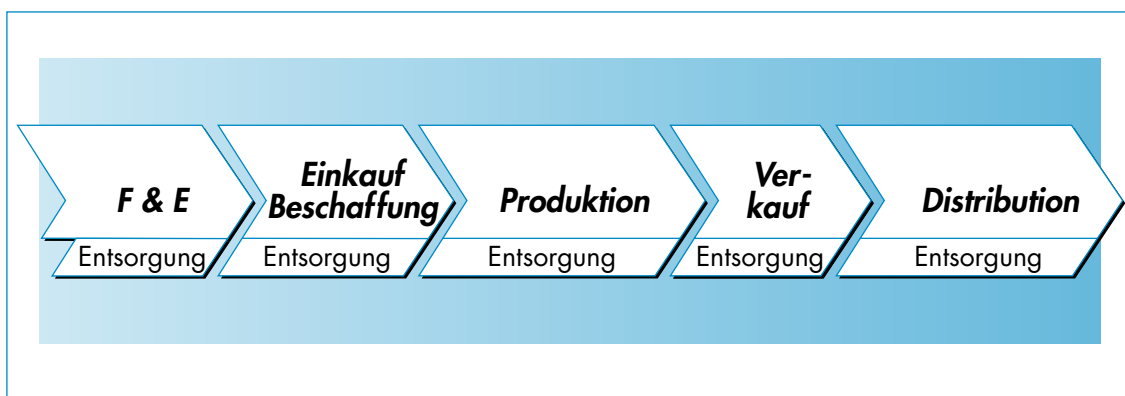 F & E
Entsorgung
Einkauf
Beschaffung
Entsorgung
Produktion
Entsorgung
Ver-
kauf
Entsorgung
Distribution
Entsorgung